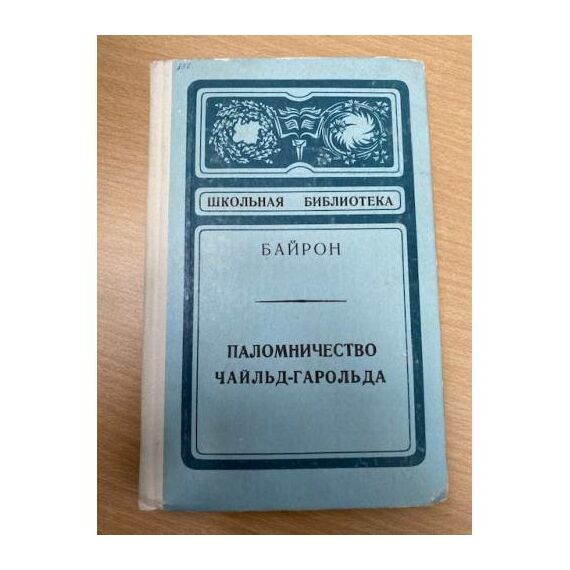 ШКОЛЬНАЯ БИБЛИОТЕКА
БАЙРОН
ПАЛОМНИЧЕСТВО
ЧАЙЛЬД-ГАРОЛЬДА